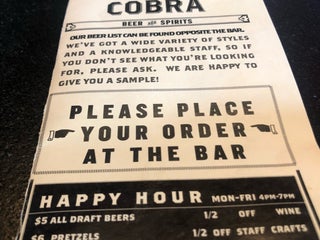 COBRA
BEER AND SPIRITS
OUR BEER LIST CAN BE FOUND OPPOSITE THE BAR.
WE'VE GOT A WIDE VARIETY OF STYLES
AND A KNOWLEDGEABLE STAFF, SO IF
YOU DON'T SEE WHAT YOU'RE LOOKING
FOR, PLEASE ASK. WE ARE HAPPY TO
GIVE YOU A SAMPLE!
PLEASE PLACE
YOUR ORDER
AT THE BAR
HAPPY HOUR MON-FRI 4PM-7PM
$5 ALL DRAFT BEERS 1/2 OFF WINE
$6 PRETZELS 1/2 OFF STAFF CRAFTS